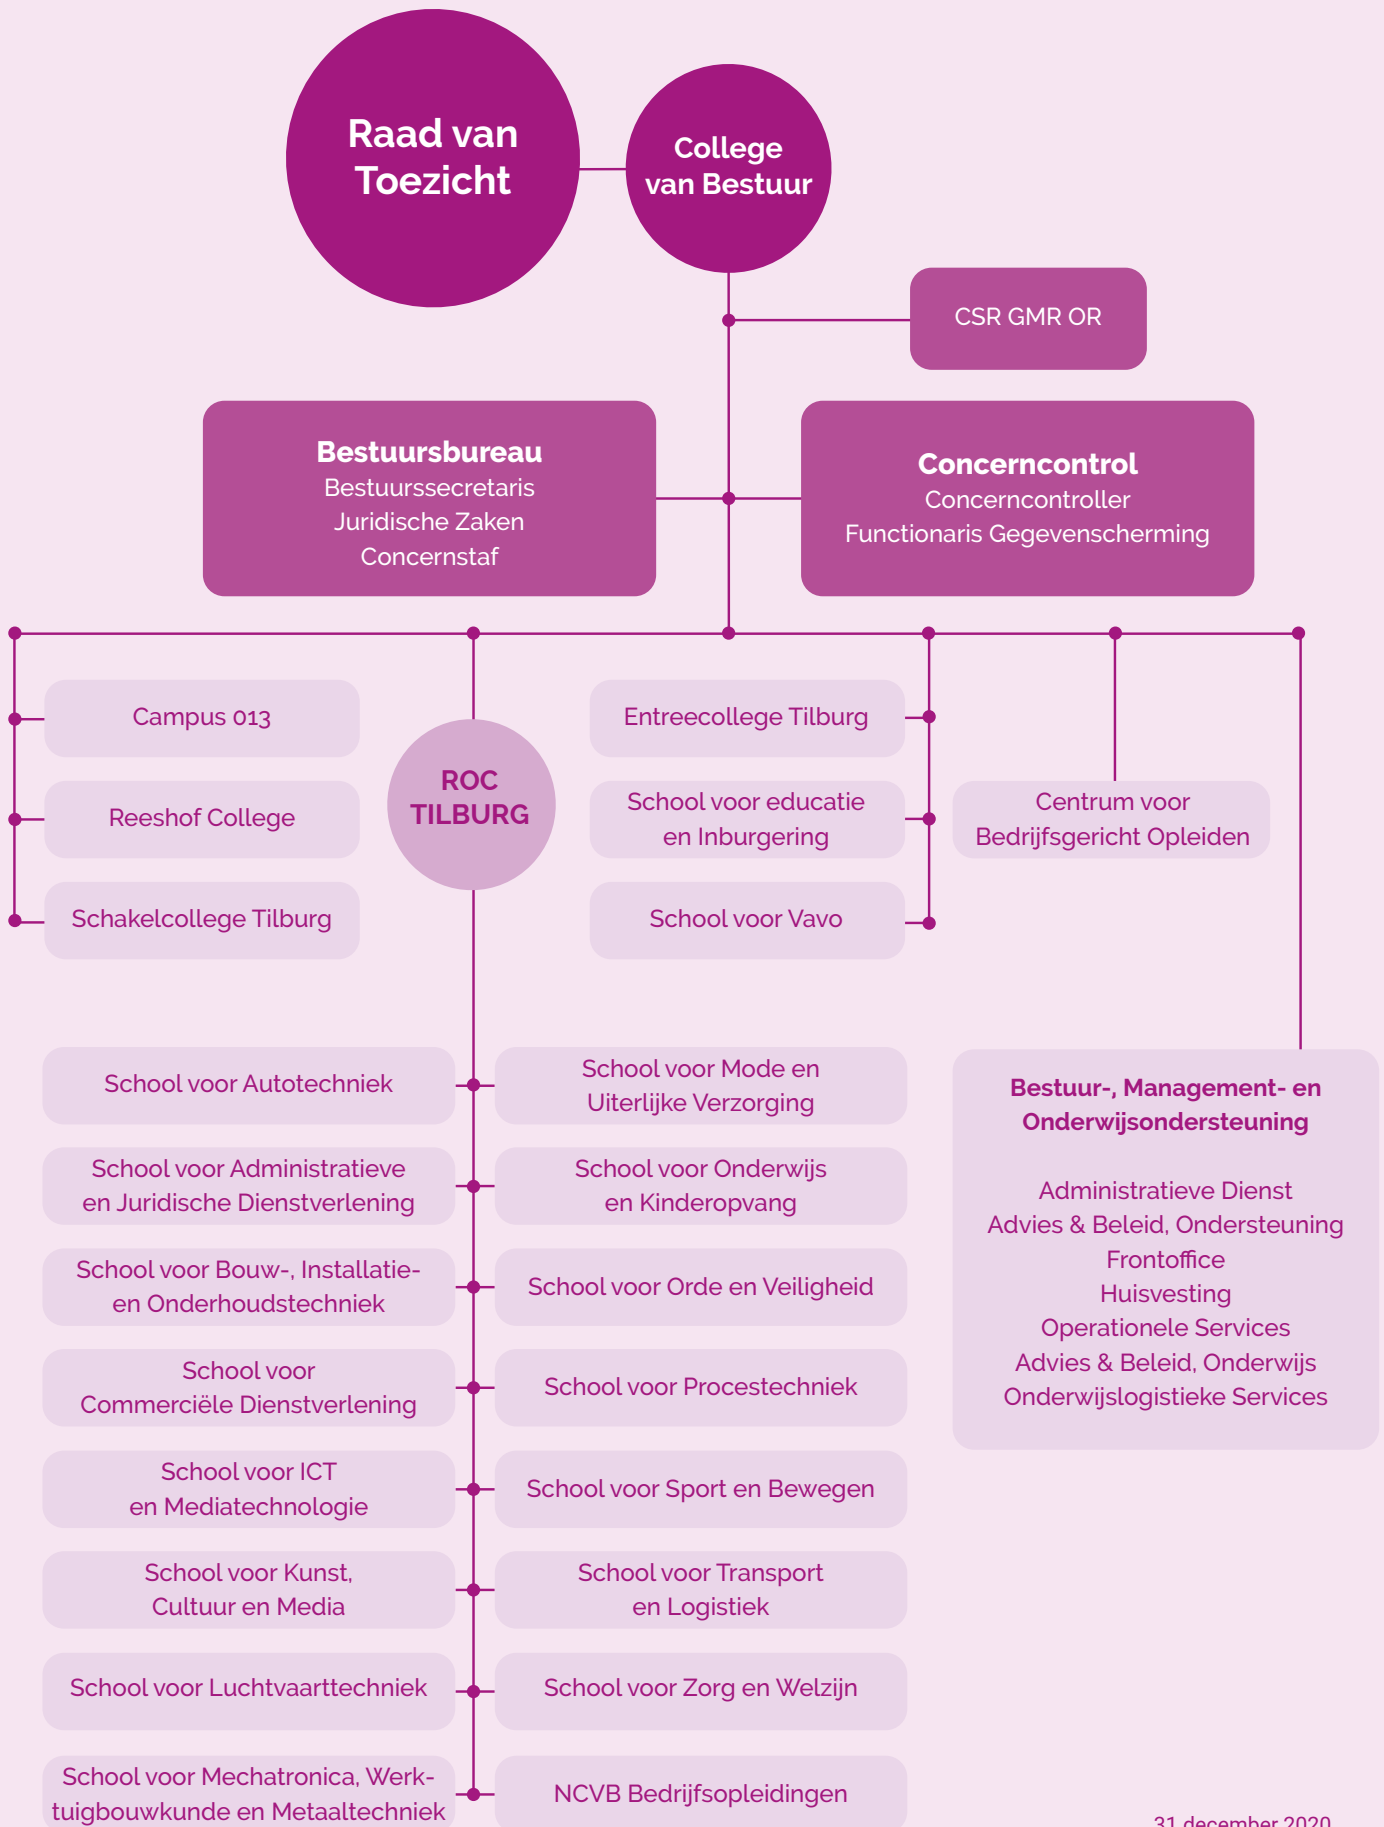 Raad van
Toezicht
College
van Bestuur
CSR GMR OR
Bestuursbureau
Bestuurssecretaris
Juridische Zaken
Concernstaf
Concerncontrol
Concerncontroller
Functionaris Gegevenscherming
Campus 013
Reeshof College
Schakelcollege Tilburg
ROC
TILBURG
Entreecollege Tilburg
School voor educatie
en Inburgering
School voor Vavo
Centrum voor
Bedrijfsgericht Opleiden
School voor Autotechniek
School voor Administratieve
en Juridische Dienstverlening
School voor Bouw-, Installatie-
en Onderhoudstechniek
School voor
Commerciële Dienstverlening
School voor ICT
en Mediatechnologie
School voor Kunst,
Cultuur en Media
School voor Luchtvaarttechniek
School voor Mechatronica, Werk-
tuigbouwkunde en Metaaltechniek
School voor Mode en
Uiterlijke Verzorging
School voor Onderwijs
en Kinderopvang
School voor Orde en Veiligheid
School voor Procestechniek
School voor Sport en Bewegen
School voor Transport
en Logistiek
School voor Zorg en Welzijn
NCVB Bedrijfsopleidingen
Bestuur-, Management- en
Onderwijsondersteuning
Administratieve Dienst
Advies & Beleid, Ondersteuning
Frontoffice
Huisvesting
Operationele Services
Advies & Beleid, Onderwijs
Onderwijslogistieke Services
31 december 2020